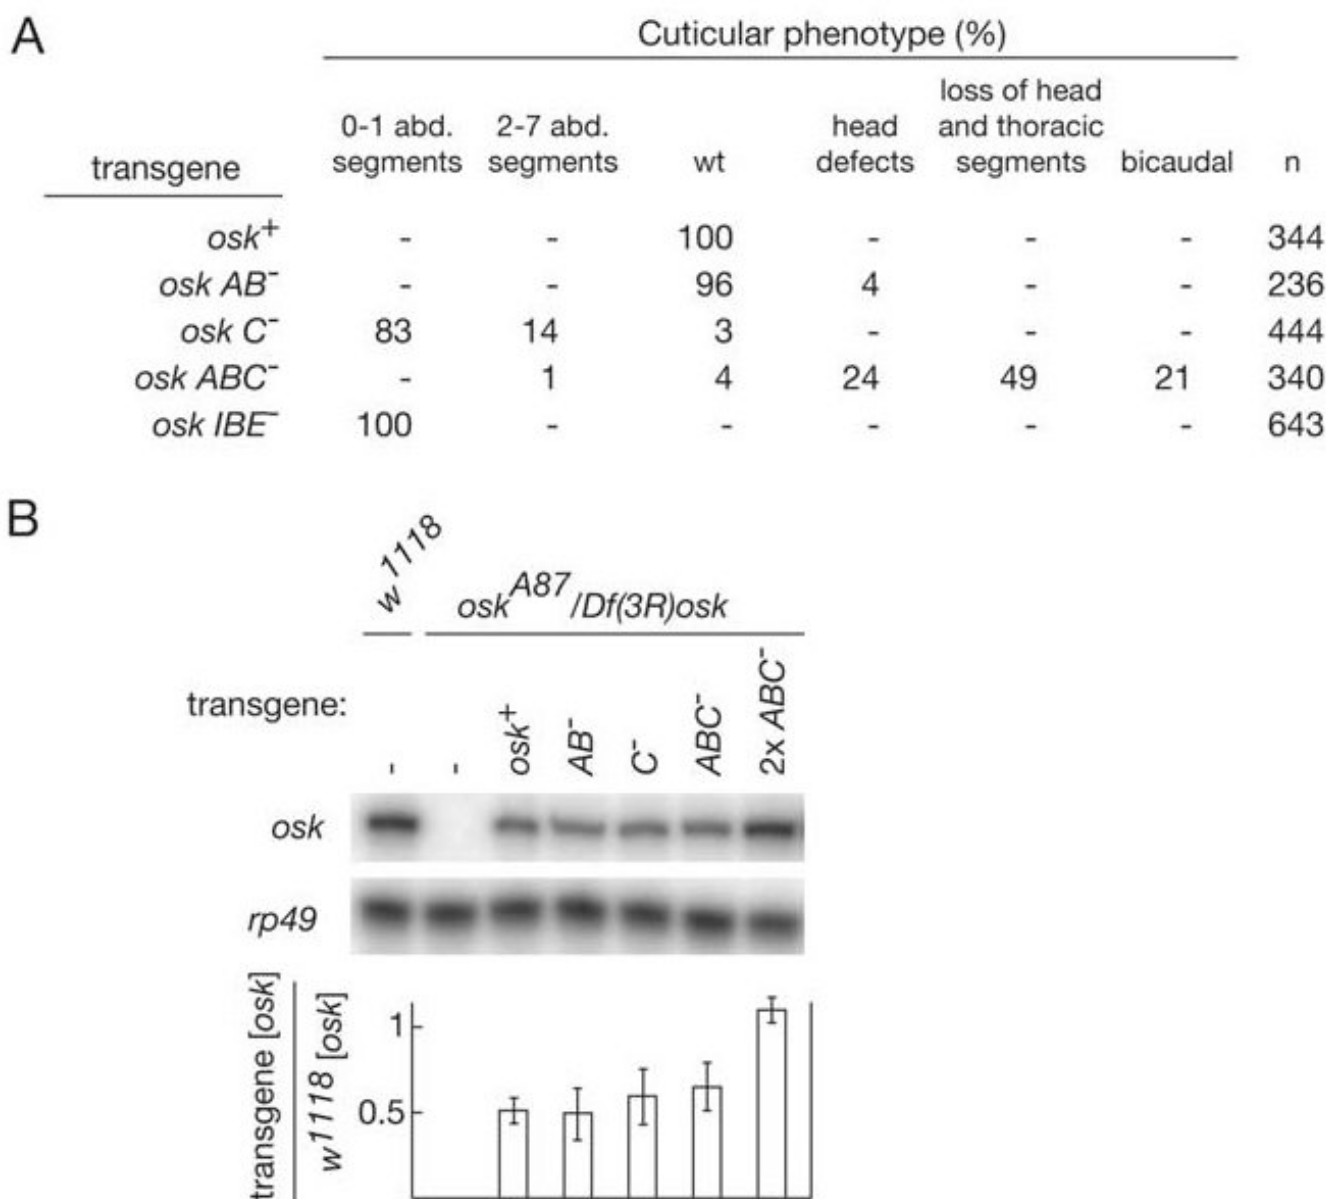 A
Cuticular phenotype (%)
transgene 0-1 abd. segments 2-7 abd. segments wt head defects loss of head and thoracic segments bicaudal n
osk+ - - 100 - - - 344
osk AB- - - 96 4 - - 236
osk C- 83 14 3 - - - 444
osk ABC- - 1 4 24 49 21 340
osk IBE- 100 - - - - - 643
B
w1118 oskA87/Df(3R)osk
transgene: - - osk+ AB- C- ABC- 2x ABC-
osk
rp49
transgene [osk]
w1118 [osk]
1
0.5